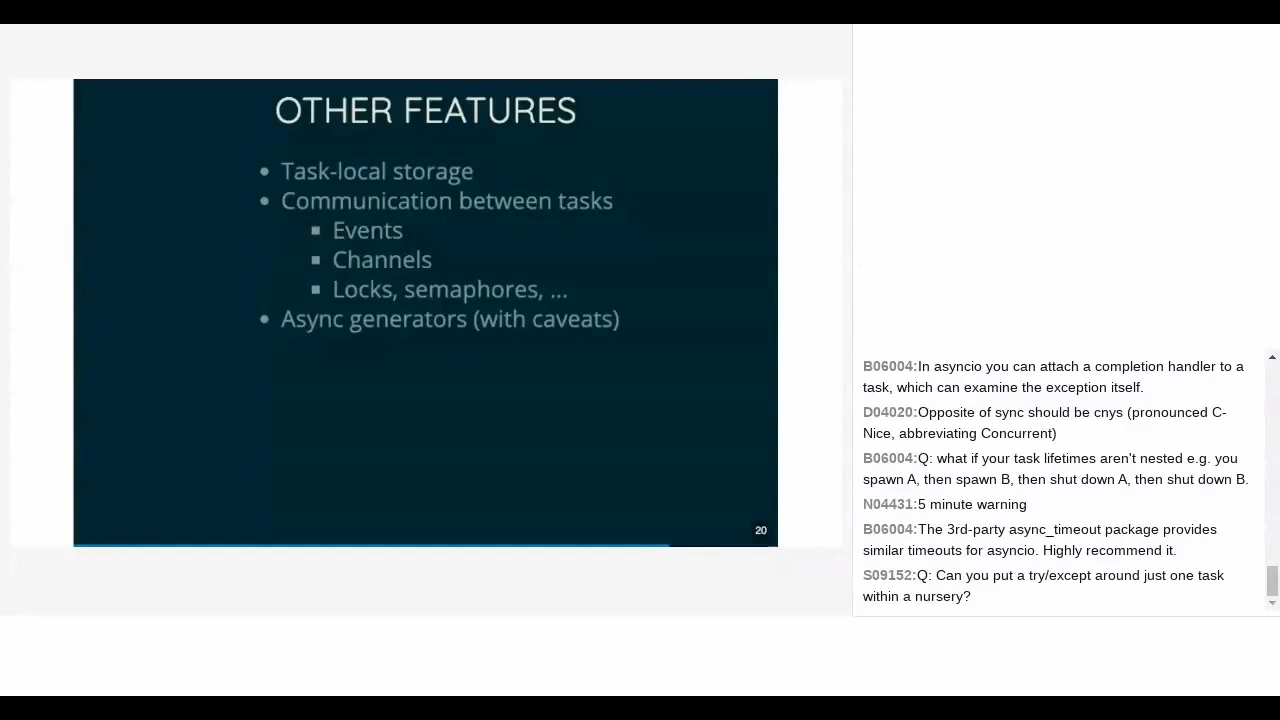 OTHER FEATURES
• Task-local storage
• Communication between tasks
▪ Events
▪ Channels
▪ Locks, semaphores, ...
• Async generators (with caveats)
20
B06004:In asyncio you can attach a completion handler to a
task, which can examine the exception itself.
D04020:Opposite of sync should be cnys (pronounced C-
Nice, abbreviating Concurrent)
B06004:Q: what if your task lifetimes aren't nested e.g. you
spawn A, then spawn B, then shut down A, then shut down B.
N04431:5 minute warning
B06004:The 3rd-party async_timeout package provides
similar timeouts for asyncio. Highly recommend it.
S09152:Q: Can you put a try/except around just one task
within a nursery?